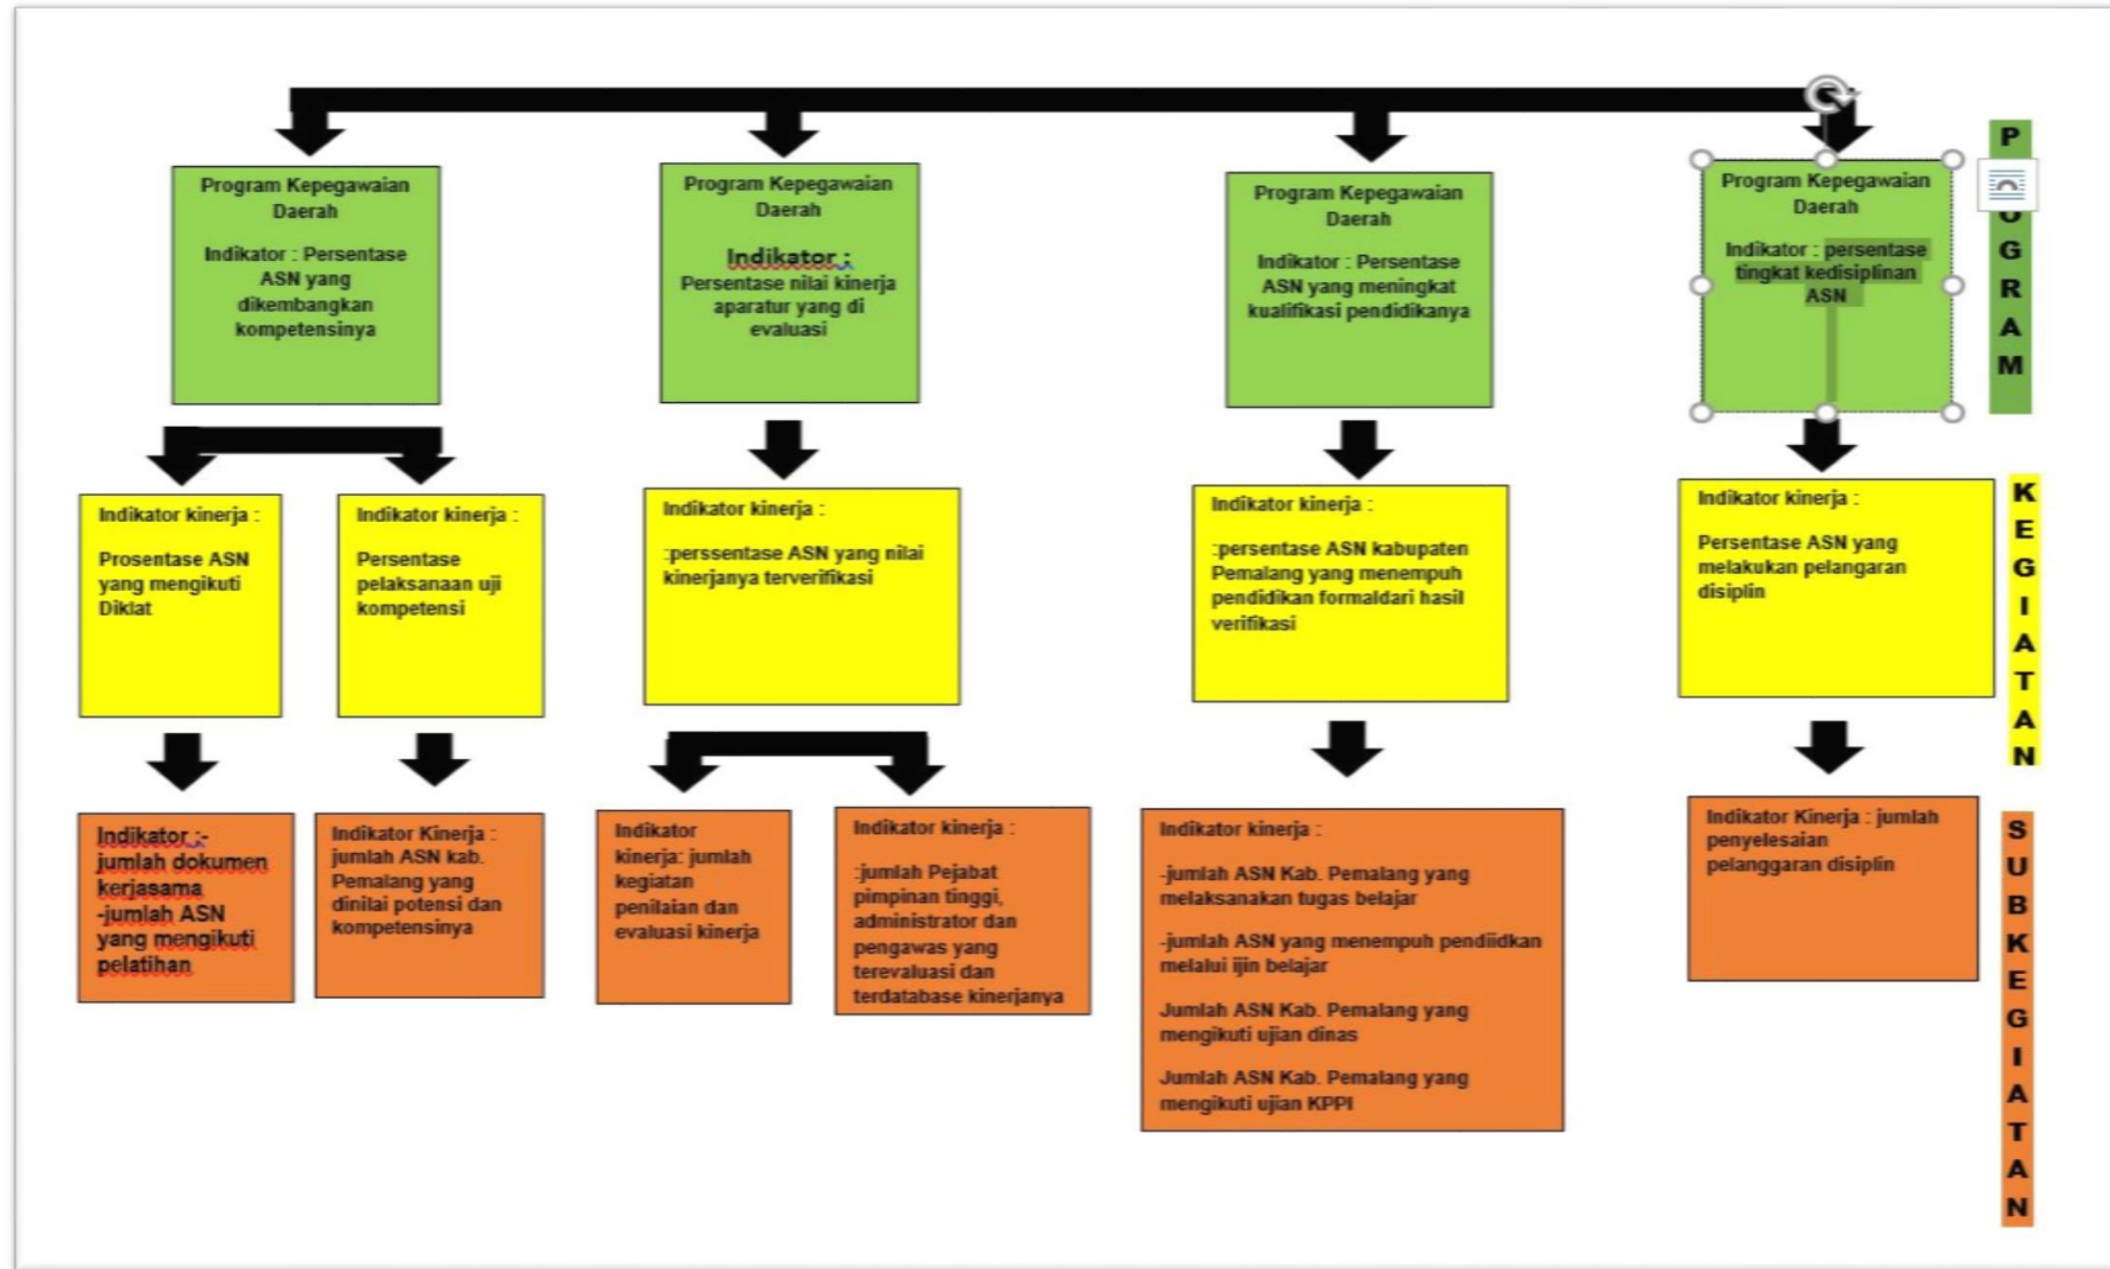 Program Kepegawaian
Daerah
Indikator : Persentase
ASN yang
dikembangkan
kompetensinya
Program Kepegawaian
Daerah
Indikator :
Persentase nilai kinerja
aparatur yang di
evaluasi
Program Kepegawaian
Daerah
Indikator : Persentase
ASN yang meningkat
kualifikasi pendidikanya
Program Kepegawaian
Daerah
Indikator : persentase
tingkat kedisiplinan
ASN
P
O
G
R
A
M
Indikator kinerja :
Prosentase ASN
yang mengikuti
Diklat
Indikator kinerja :
Persentase
pelaksanaan uji
kompetensi
Indikator kinerja :
:perssentase ASN yang nilai
kinerjanya terverifikasi
Indikator kinerja :
:persentase ASN kabupaten
Pemalang yang menempuh
pendidikan formaldari hasil
verifikasi
Indikator kinerja :
Persentase ASN yang
melakukan pelangaran
disiplin
K
E
G
I
A
T
A
N
Indikator :-
jumlah dokumen
kerjasama
-jumlah ASN
yang mengikuti
pelatihan
Indikator Kinerja :
jumlah ASN kab.
Pemalang yang
dinilai potensi dan
kompetensinya
Indikator
kinerja: jumlah
kegiatan
penilaian dan
evaluasi kinerja
Indikator kinerja :
:jumlah Pejabat
pimpinan tinggi,
administrator dan
pengawas yang
terevaluasi dan
terdatabase kinerjanya
Indikator kinerja :
-jumlah ASN Kab. Pemalang yang
melaksanakan tugas belajar
-jumlah ASN yang menempuh pendiidkan
melalui ijin belajar
Jumlah ASN Kab. Pemalang yang
mengikuti ujian dinas
Jumlah ASN Kab. Pemalang yang
mengikuti ujian KPPI
Indikator Kinerja : jumlah
penyelesaian
pelanggaran disiplin
S
U
B
K
E
G
I
A
T
A
N